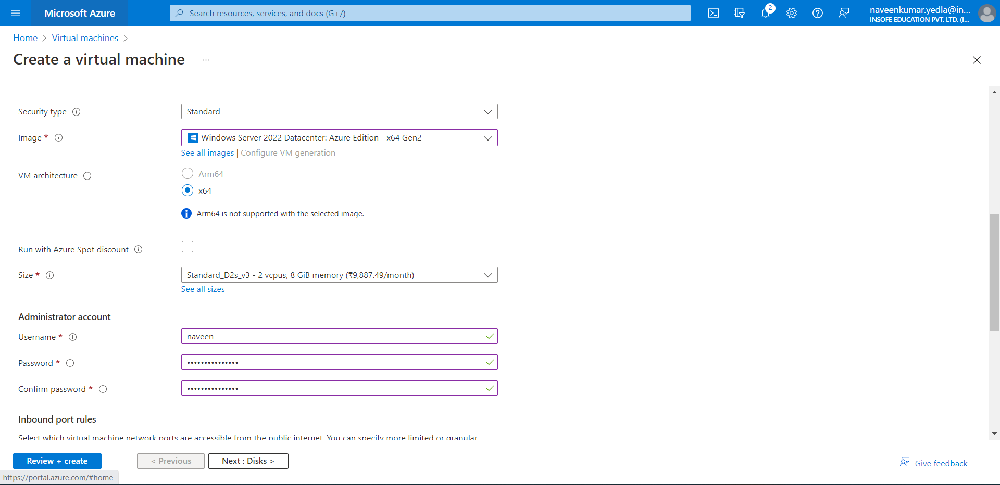 Microsoft Azure
Search resources, services, and docs (G+/)
2
naveenkumar.yedla@in...
INSOFE EDUCATION PVT. LTD. (I...
Home > Virtual machines >
Create a virtual machine ...
Security type
Standard
Image *
Windows Server 2022 Datacenter: Azure Edition - x64 Gen2
See all images | Configure VM generation
VM architecture
Arm64
x64
Arm64 is not supported with the selected image.
Run with Azure Spot discount
Size *
Standard_D2s_v3 - 2 vcpus, 8 GiB memory (₹9,887.49/month)
See all sizes
Administrator account
Username *
naveen
Password *
•••••••••••••••
Confirm password *
•••••••••••••••
Inbound port rules
Select which virtual machine network ports are accessible from the public internet. You can specify more limited or granular
Review + create
< Previous
Next : Disks >
Give feedback
https://portal.azure.com/#home